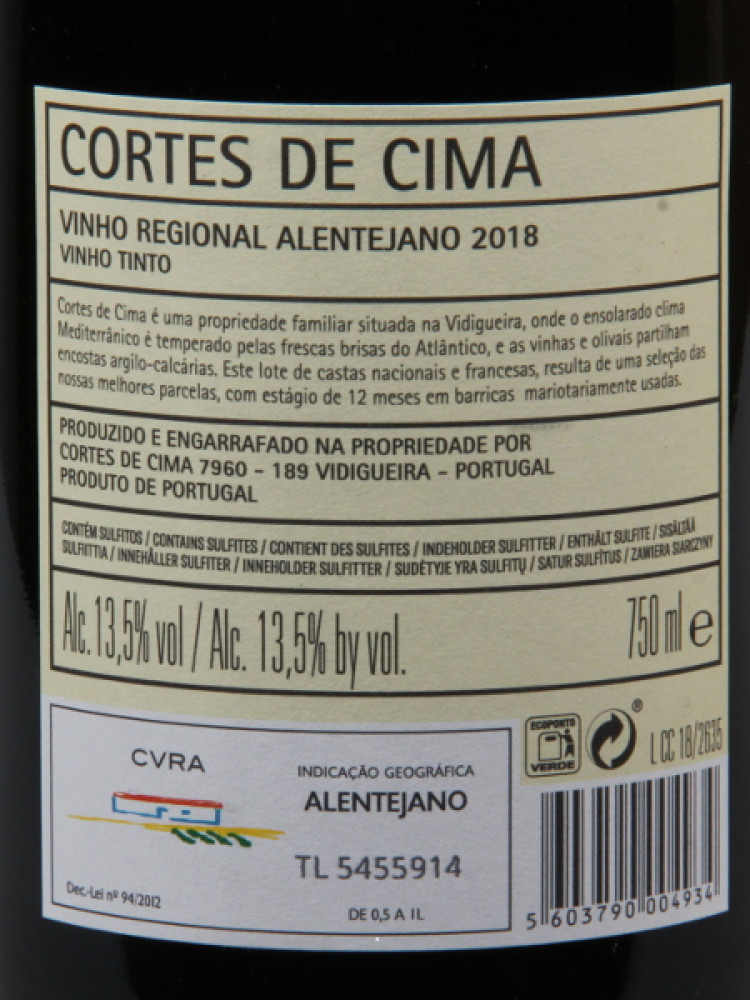 CORTES DE CIMA
VINHO REGIONAL ALENTEJANO 2018
VINHO TINTO
Cortes de Cima é uma propriedade familiar situada na Vidigueira, onde o ensolarado clima
Mediterrânico é temperado pelas frescas brisas do Atlântico, e as vinhas e olivais partilham
encostas argilo-calcárias. Este lote de castas nacionais e francesas, resulta de uma seleção das
nossas melhores parcelas, com estágio de 12 meses em barricas mariotariamente usadas.
PRODUZIDO E ENGARRAFADO NA PROPRIEDADE POR
CORTES DE CIMA 7960 - 189 VIDIGUEIRA - PORTUGAL
PRODUTO DE PORTUGAL
CONTÉM SULFITOS / CONTAINS SULFITES / CONTIENT DES SULFITES / INDEHOLDER SULFITTER / ENTHÄLT SULFITE / SISÄLTÄÄ
SULFIITTIA / INNEHÅLLER SULFITER / INNEHOLDER SULFITTER / SUDĖTYJE YRA SULFITŲ / SATUR SULFĪTUS / ZAWIERA SIARCZYNY
Alc. 13,5% vol / Alc. 13,5% by vol.
750 ml e
ECOPONTO
VERDE
®
L CC 18/2635
CVRA
INDICAÇÃO GEOGRÁFICA
ALENTEJANO
TL 5455914
Dec.-Lei nº 94/2012
DE 0,5 A 1L
5 603790 004934